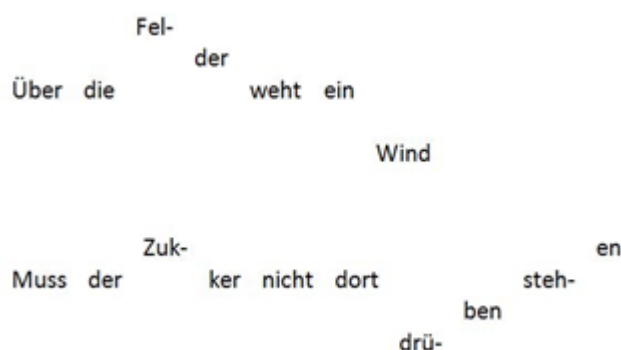 Fel-
der
Über die weht ein
Wind
Zuk- en
Muss der ker nicht dort steh-
ben
drü-